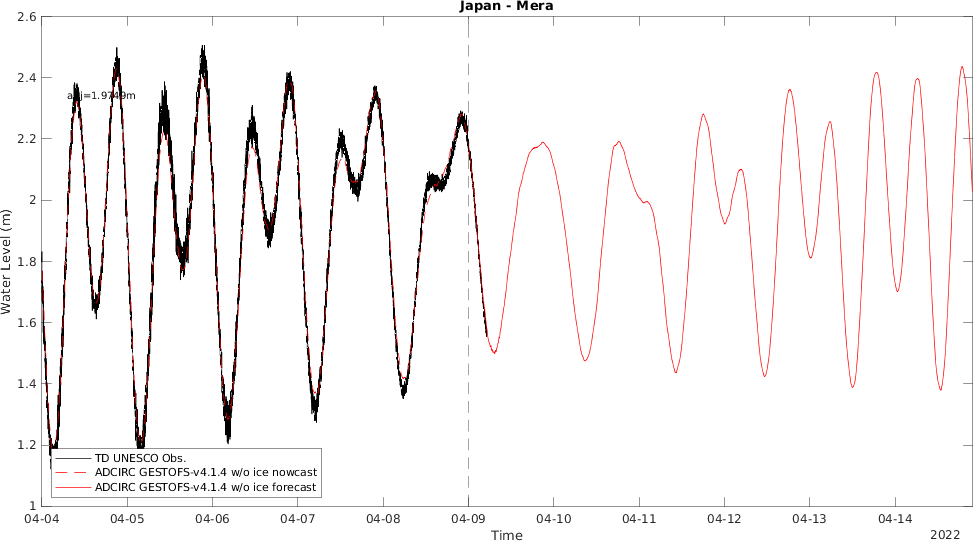 Japan - Mera
2.6
2.4
2.2
2
1.8
1.6
1.4
1.2
1
Water Level (m)
TD UNESCO Obs.
ADCIRC GESTOFS-v4.1.4 w/o ice nowcast
ADCIRC GESTOFS-v4.1.4 w/o ice forecast
04-04 04-05 04-06 04-07 04-08 04-09 04-10 04-11 04-12 04-13 04-14
Time
2022